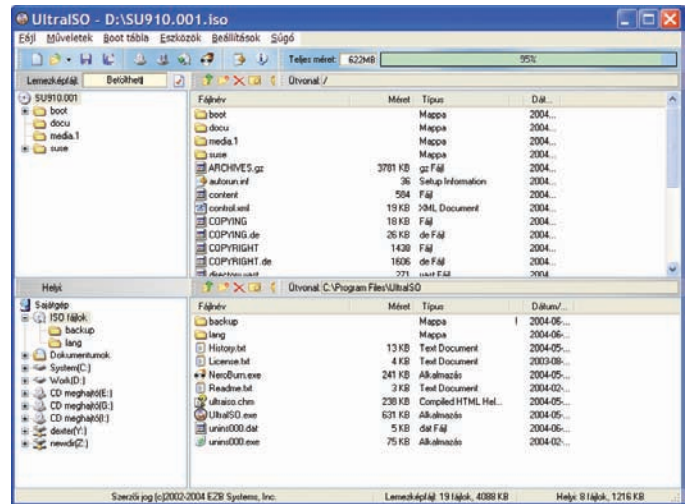 UltraISO - D:\SU910.001.iso
Fájl Műveletek Boot tábla Eszközök Beállítások Súgó
Teljes méret: 622MB 95%
Lemezképfájl: Betölthető Útvonal: /
SU910.001
boot
docu
media.1
suse
Fájlnév Méret Típus Dát...
boot Mappa 2004...
docu Mappa 2004...
media.1 Mappa 2004...
suse Mappa 2004...
ARCHIVES.gz 3781 KB gz Fájl 2004...
autorun.inf 36 Setup Information 2004...
content 584 Fájl 2004...
control.xml 19 KB XML Document 2004...
COPYING 18 KB Fájl 2004...
COPYING.de 26 KB de Fájl 2004...
COPYRIGHT 1430 Fájl 2004...
COPYRIGHT.de 1606 de Fájl 2004...
directory.yast 271 yast Fájl 2004
Helyi: Útvonal: C:\Program Files\UltraISO
Sajátgép
ISO fájlok
backup
lang
Dokumentumok
System(C:)
Work(D:)
CD meghajtó(E:)
CD meghajtó(G:)
CD meghajtó(I:)
dexter(Y:)
newdir(Z:)
Fájlnév Méret Típus Dátum/...
backup Mappa 2004-06-...
lang Mappa 2004-06-...
History.txt 13 KB Text Document 2004-05-...
License.txt 4 KB Text Document 2003-08-...
NeroBurn.exe 241 KB Alkalmazás 2004-05-...
Readme.txt 3 KB Text Document 2004-02-...
ultraiso.chm 238 KB Compiled HTML Hel... 2004-05-...
UltraISO.exe 631 KB Alkalmazás 2004-05-...
unins000.dat 5 KB dat Fájl 2004-06-...
unins000.exe 75 KB Alkalmazás 2004-02-...
Szerzői jog (c)2002-2004 EZB Systems, Inc. Lemezképfájl: 19 fájlok, 4088 KB Helyi: 8 fájlok, 1216 KB